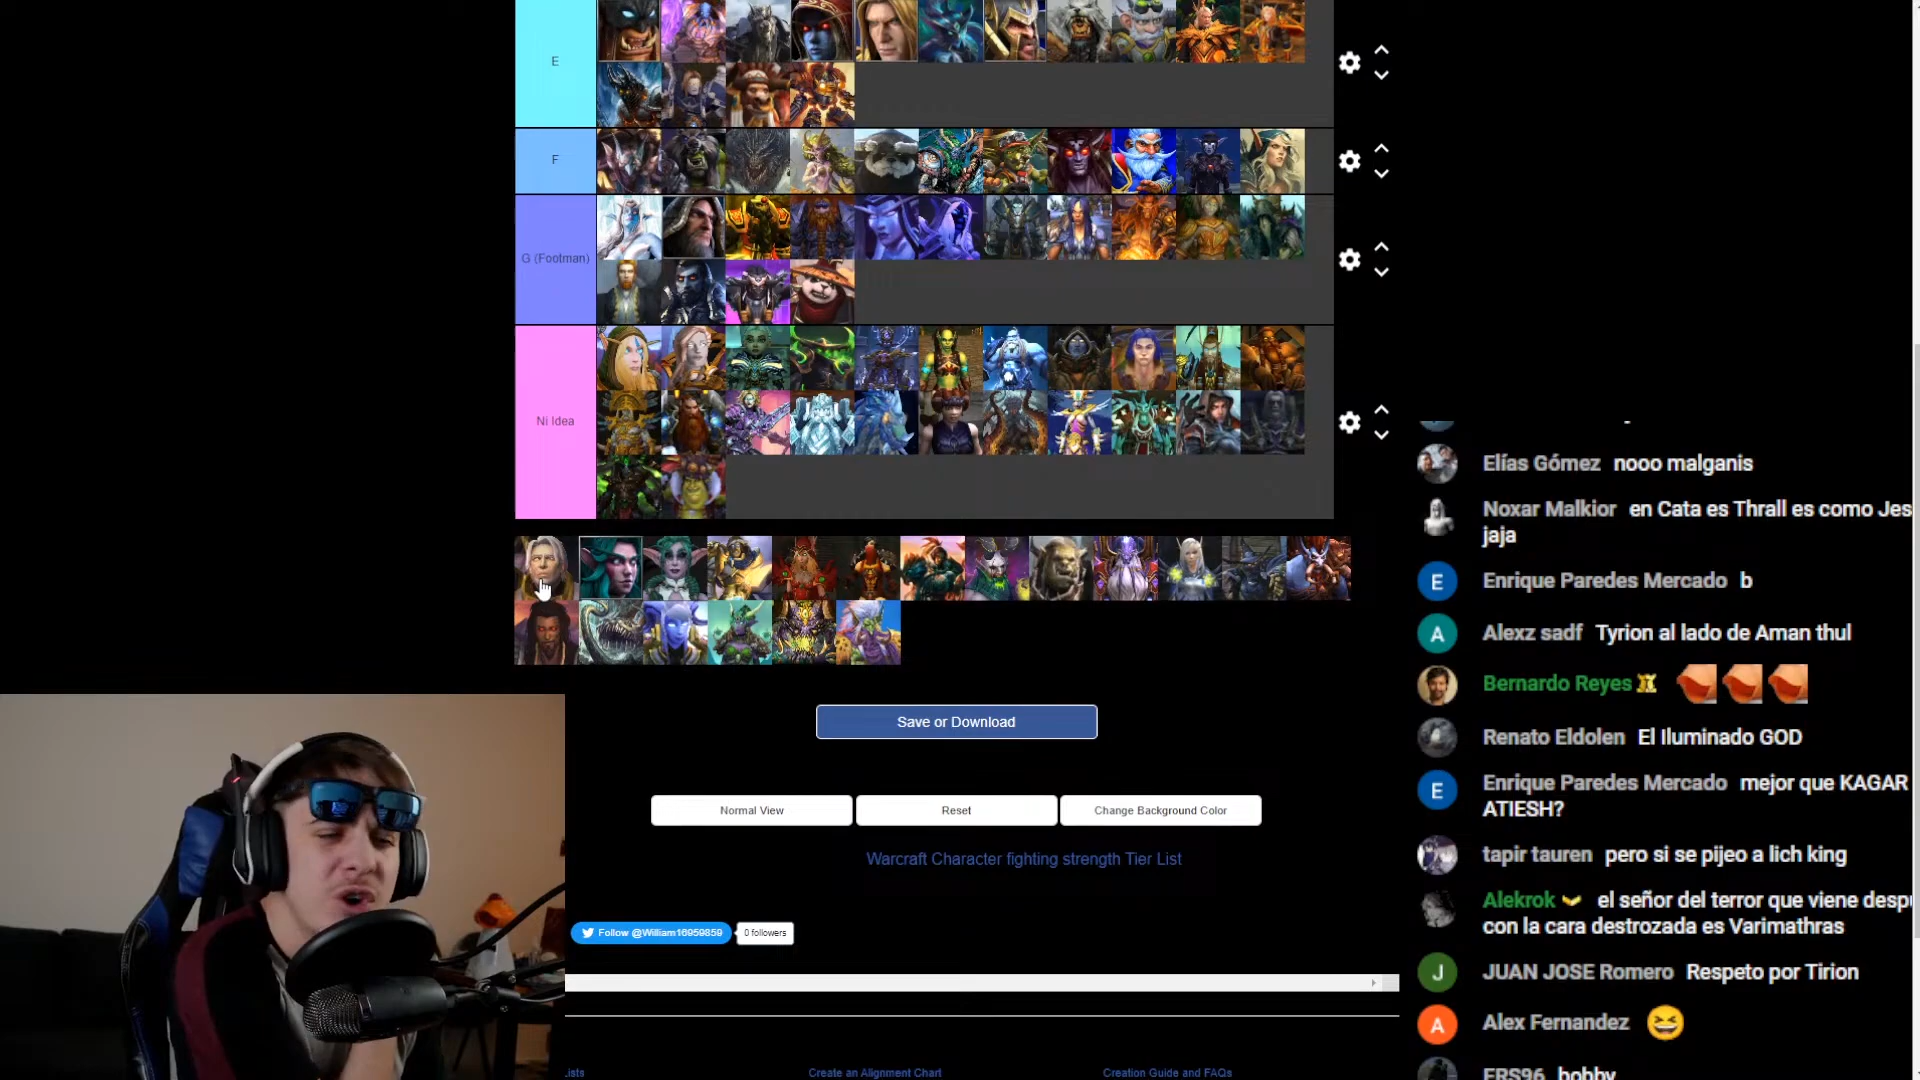 E
F
G (Footman)
Ni Idea
Elías Gómez nooo malganis
Noxar Malkior en Cata es Thrall es como Jes
jaja
E Enrique Paredes Mercado b
A Alexz sadf Tyrion al lado de Aman thul
Bernardo Reyes
Renato Eldolen El Iluminado GOD
E Enrique Paredes Mercado mejor que KAGAR
ATIESH?
tapir tauren pero si se pijeo a lich king
Alekrok el señor del terror que viene desp
con la cara destrozada es Varimathras
J JUAN JOSE Romero Respeto por Tirion
A Alex Fernandez
FRS96 bobby
Save or Download
Normal View
Reset
Change Background Color
Warcraft Character fighting strength Tier List
Follow @William16959859
0 followers
Lists
Create an Alignment Chart
Creation Guide and FAQs